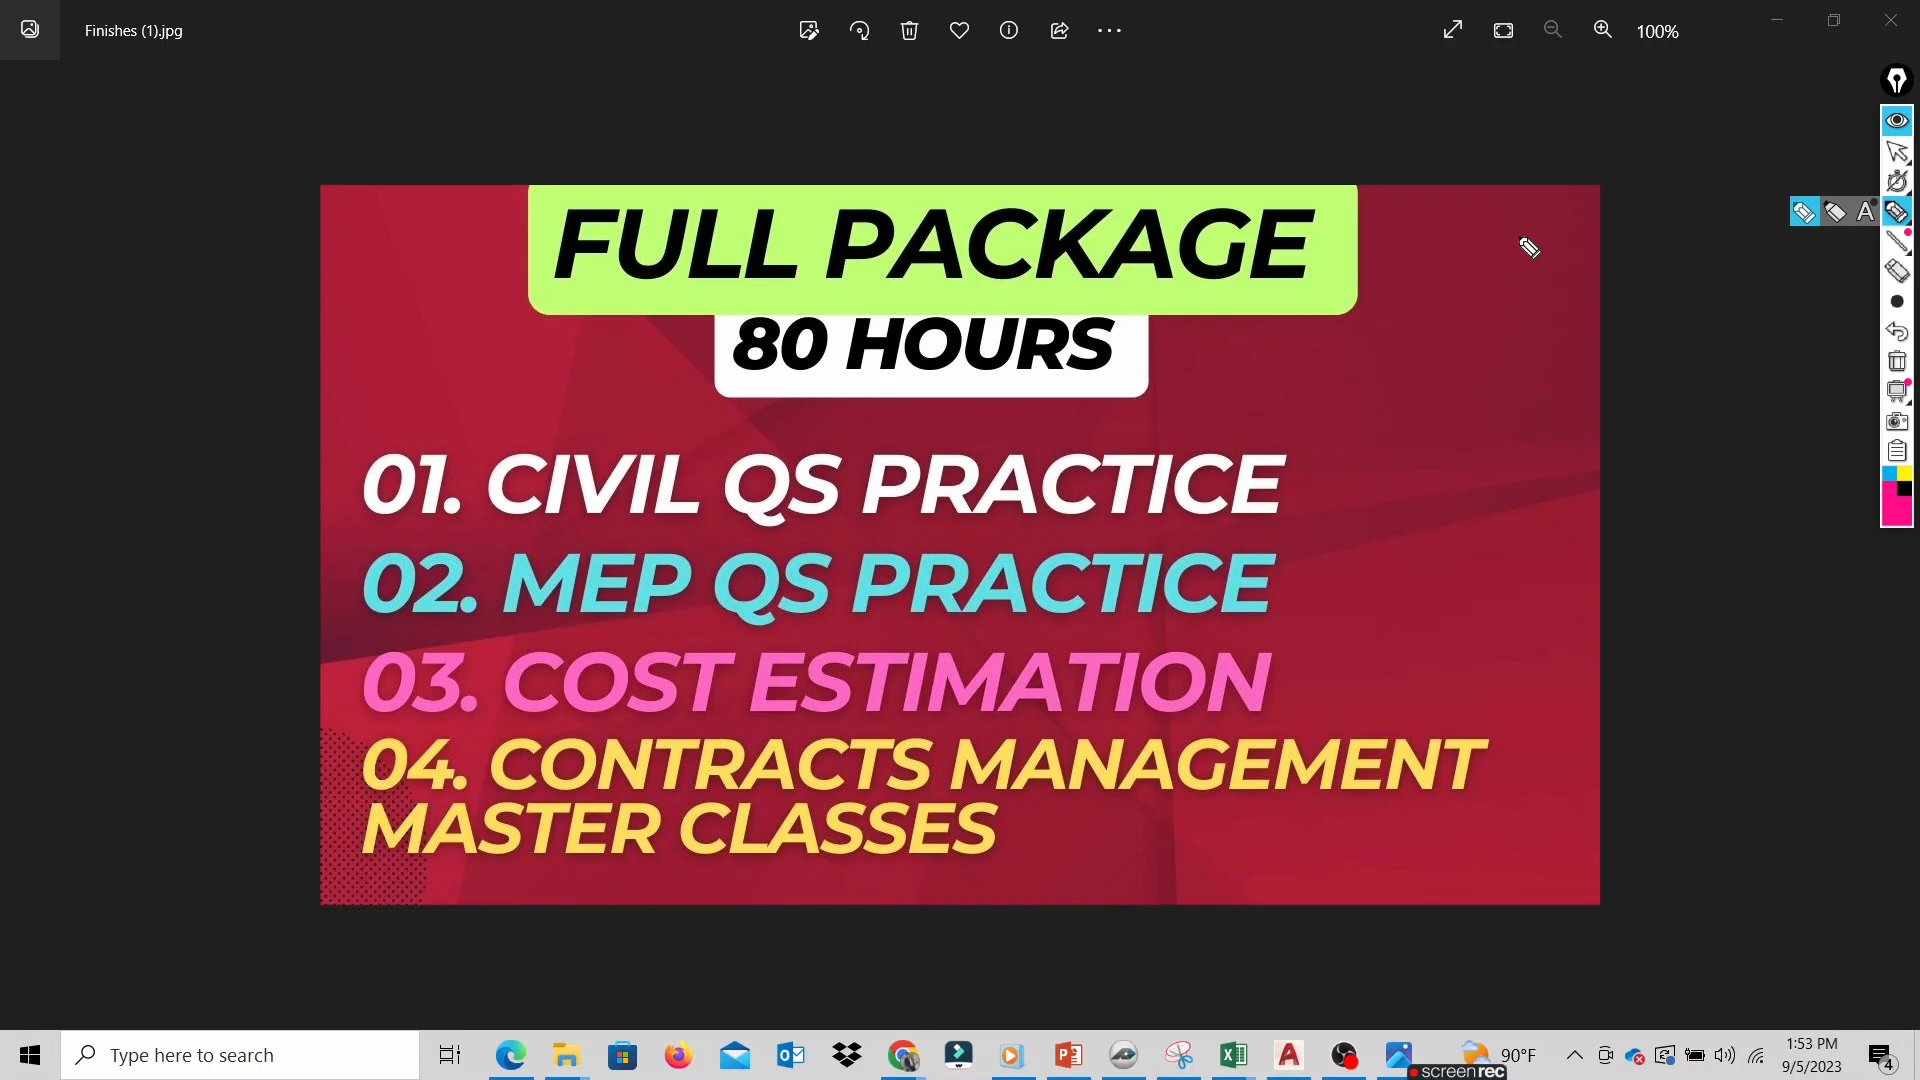 Finishes (1).jpg
100%
FULL PACKAGE
80 HOURS
01. CIVIL QS PRACTICE
02. MEP QS PRACTICE
03. COST ESTIMATION
04. CONTRACTS MANAGEMENT
MASTER CLASSES
A
Type here to search
90°F
1:53 PM
9/5/2023
4
screenrec